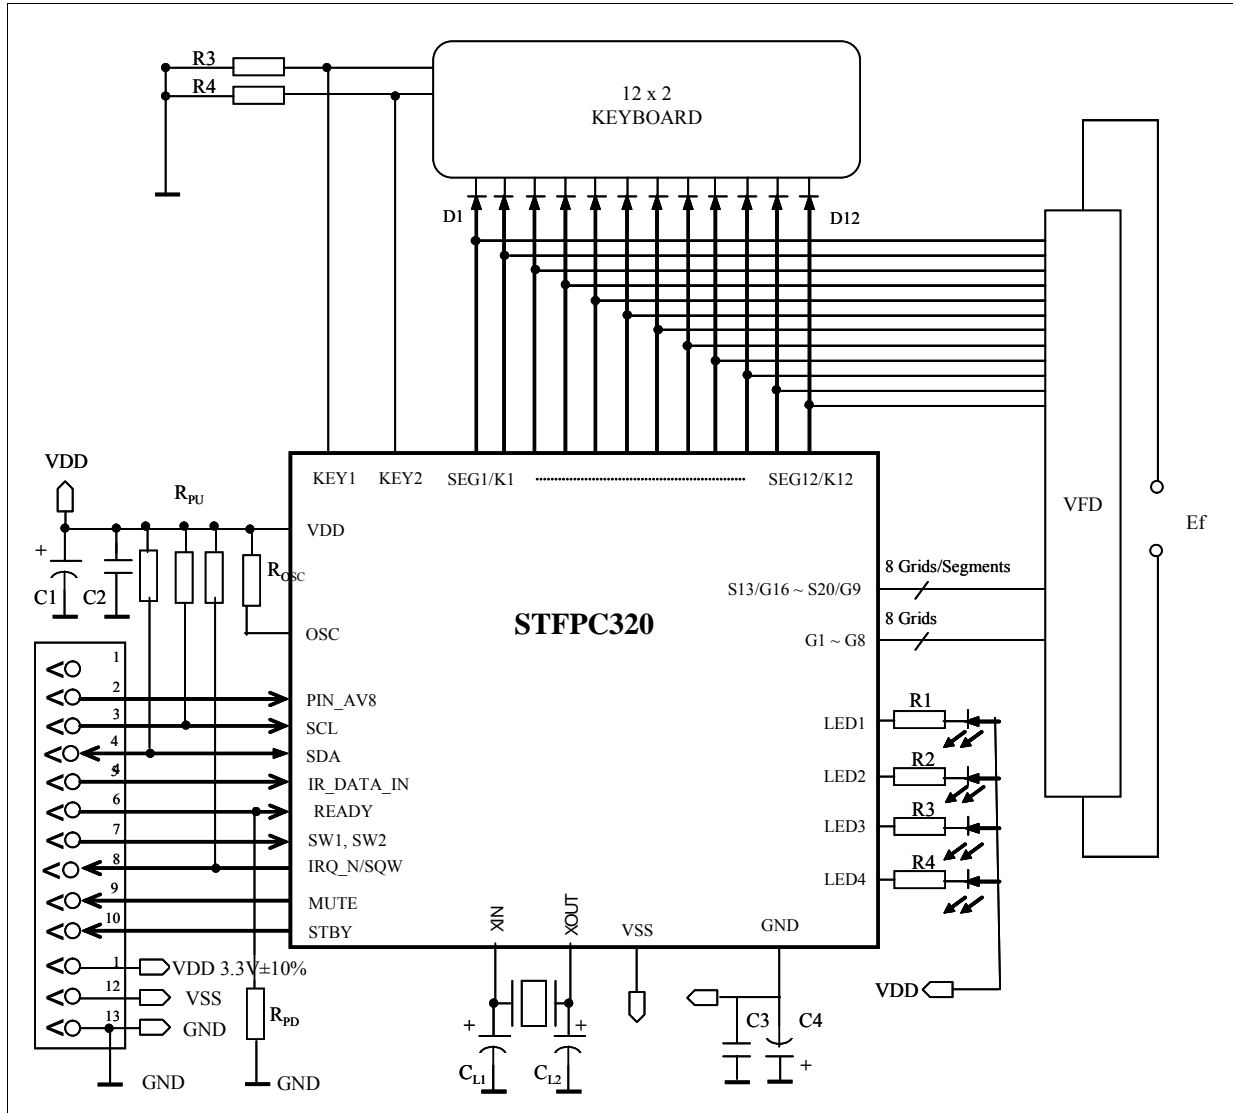 R3
R4
12 x 2
KEYBOARD
D1
D12
VDD
R_PU
KEY1 KEY2 SEG1/K1 SEG12/K12
VFD
Ef
VDD
+
C1
C2
R_OSC
8 Grids/Segments
S13/G16 ~ S20/G9
STFPC320
OSC
8 Grids
G1 ~ G8
1
2
PIN_AV8
3
SCL
4
SDA
4
5
IR_DATA_IN
6
READY
7
SW1, SW2
8
IRQ_N/SQW
9
MUTE
10
STBY
LED1
R1
LED2
R2
LED3
R3
LED4
R4
XIN
XOUT
VSS
GND
1
VDD 3.3V±10%
12
VSS
13
GND
R_PD
VDD
+
+
C3
C4
+
C_L1
C_L2
GND
GND